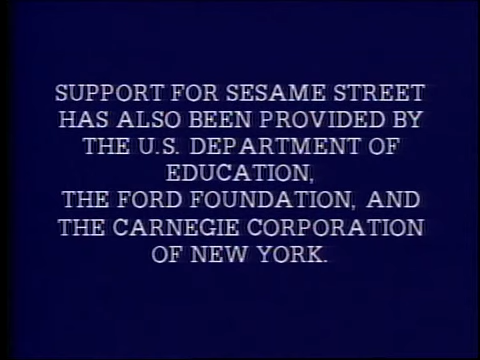 SUPPORT FOR SESAME STREET
HAS ALSO BEEN PROVIDED BY
THE U.S. DEPARTMENT OF
EDUCATION,
THE FORD FOUNDATION, AND
THE CARNEGIE CORPORATION
OF NEW YORK.